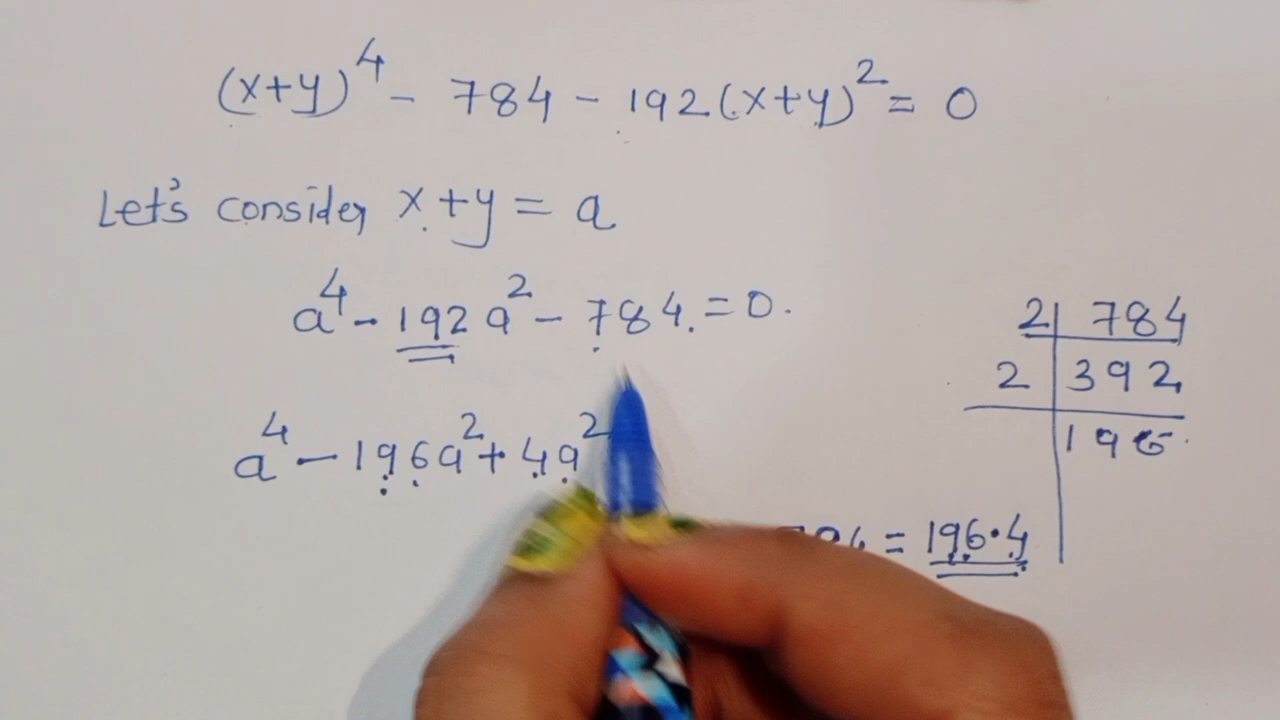 (x+y)⁴ - 784 - 192(x+y)² = 0
Let's consider x+y = a
a⁴ - 192a² - 784 = 0.
a⁴ - 196a² + 4a²
2 | 784
2 | 392
196
= 196·4